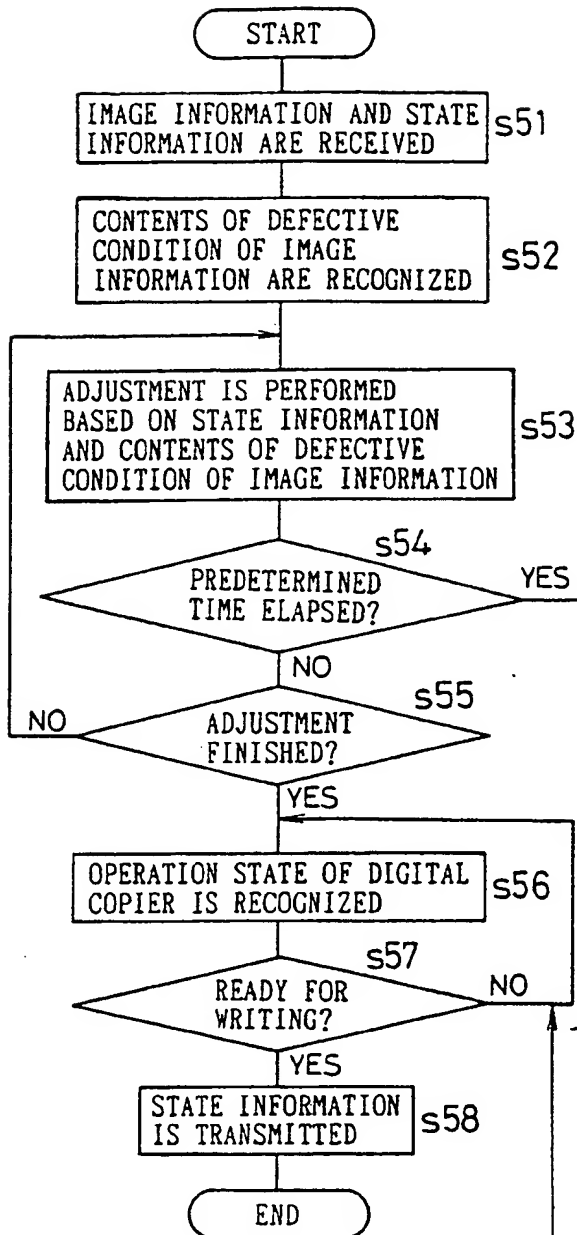 START
IMAGE INFORMATION AND STATE
INFORMATION ARE RECEIVED
s51
CONTENTS OF DEFECTIVE
CONDITION OF IMAGE
INFORMATION ARE RECOGNIZED
s52
ADJUSTMENT IS PERFORMED
BASED ON STATE INFORMATION
AND CONTENTS OF DEFECTIVE
CONDITION OF IMAGE INFORMATION
s53
s54
PREDETERMINED
TIME ELAPSED?
YES
NO
s55
NO
ADJUSTMENT
FINISHED?
YES
OPERATION STATE OF DIGITAL
COPIER IS RECOGNIZED
s56
s57
READY FOR
WRITING?
NO
YES
STATE INFORMATION
IS TRANSMITTED
s58
END